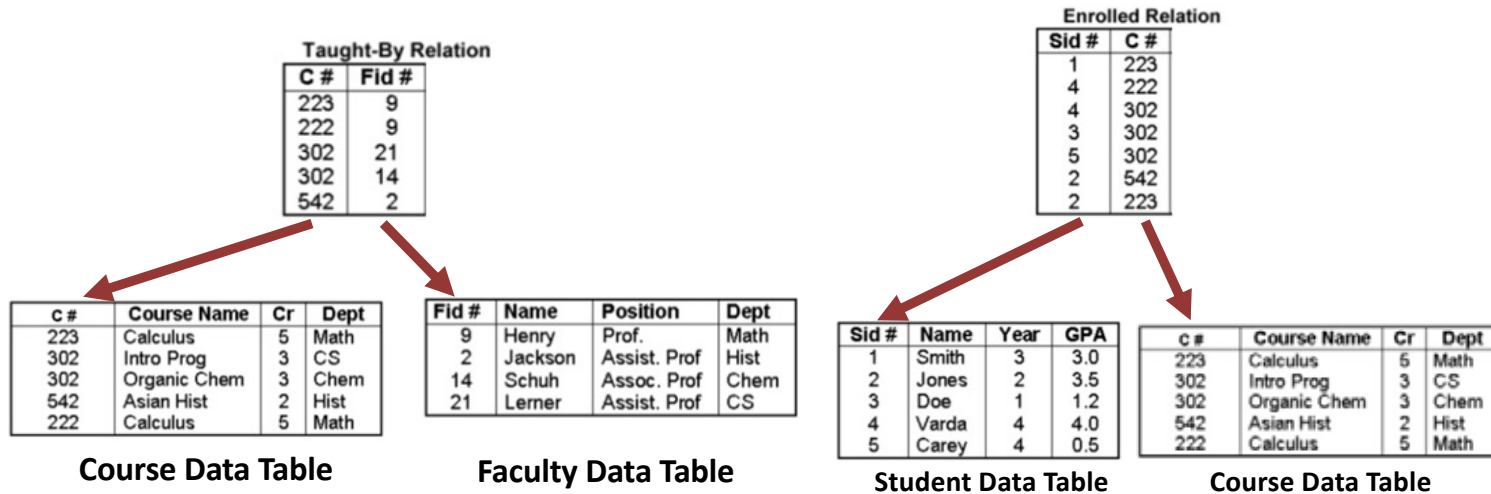 Taught-By Relation
C # Fid #
223 9
222 9
302 21
302 14
542 2
Enrolled Relation
Sid # C #
1 223
4 222
4 302
3 302
5 302
2 542
2 223
C # Course Name Cr Dept
223 Calculus 5 Math
302 Intro Prog 3 CS
302 Organic Chem 3 Chem
542 Asian Hist 2 Hist
222 Calculus 5 Math
Course Data Table
Fid # Name Position Dept
9 Henry Prof. Math
2 Jackson Assist. Prof Hist
14 Schuh Assoc. Prof Chem
21 Lerner Assist. Prof CS
Faculty Data Table
Sid # Name Year GPA
1 Smith 3 3.0
2 Jones 2 3.5
3 Doe 1 1.2
4 Varda 4 4.0
5 Carey 4 0.5
Student Data Table
C # Course Name Cr Dept
223 Calculus 5 Math
302 Intro Prog 3 CS
302 Organic Chem 3 Chem
542 Asian Hist 2 Hist
222 Calculus 5 Math
Course Data Table